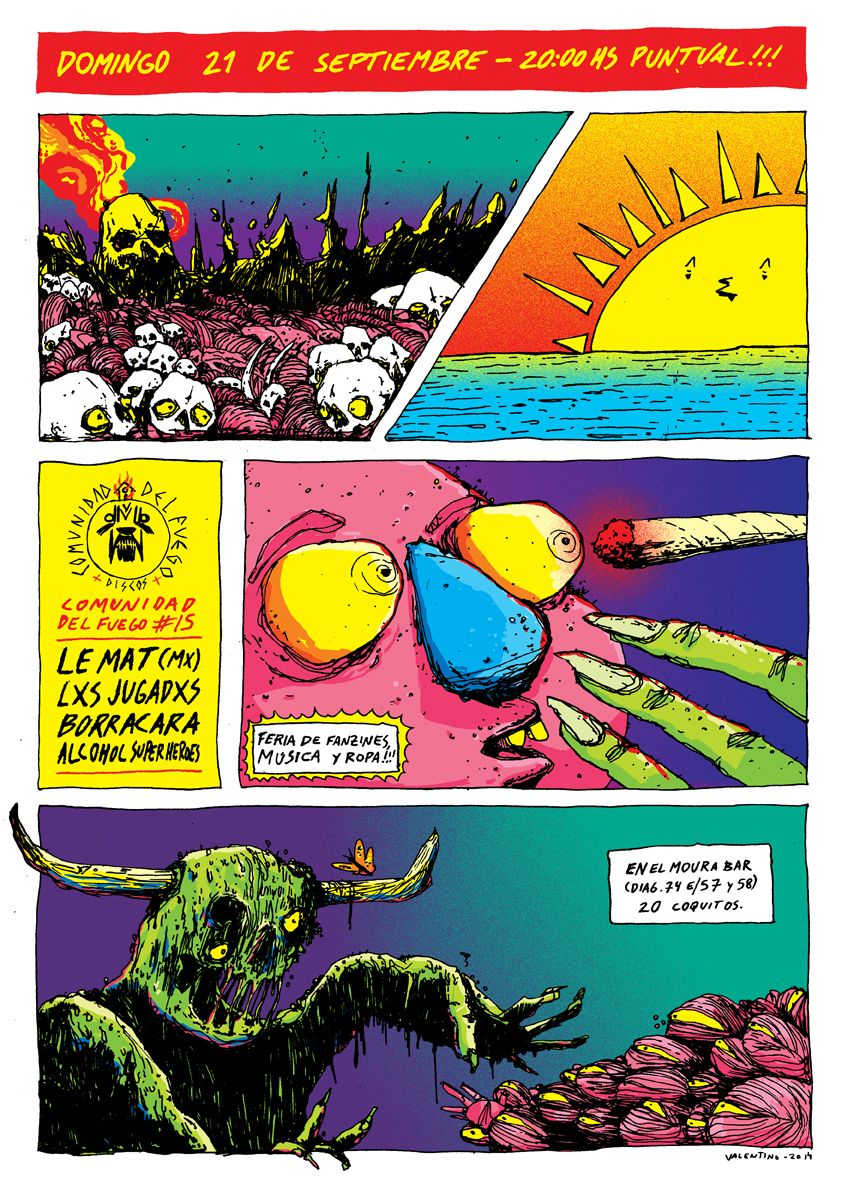 DOMINGO 21 DE SEPTIEMBRE - 20:00 HS PUNTUAL!!!
COMUNIDAD DEL FUEGO
+ DISCOS +
COMUNIDAD
DEL FUEGO #15
LE MAT (MX)
LXS JUGADXS
BORRACARA
ALCOHOL SUPERHEROES
FERIA DE FANZINES,
MUSICA Y ROPA!!!
EN EL MOURA BAR
(DIAG. 74 E/57 Y 58)
20 COQUITOS.
VALENTINO - 2014